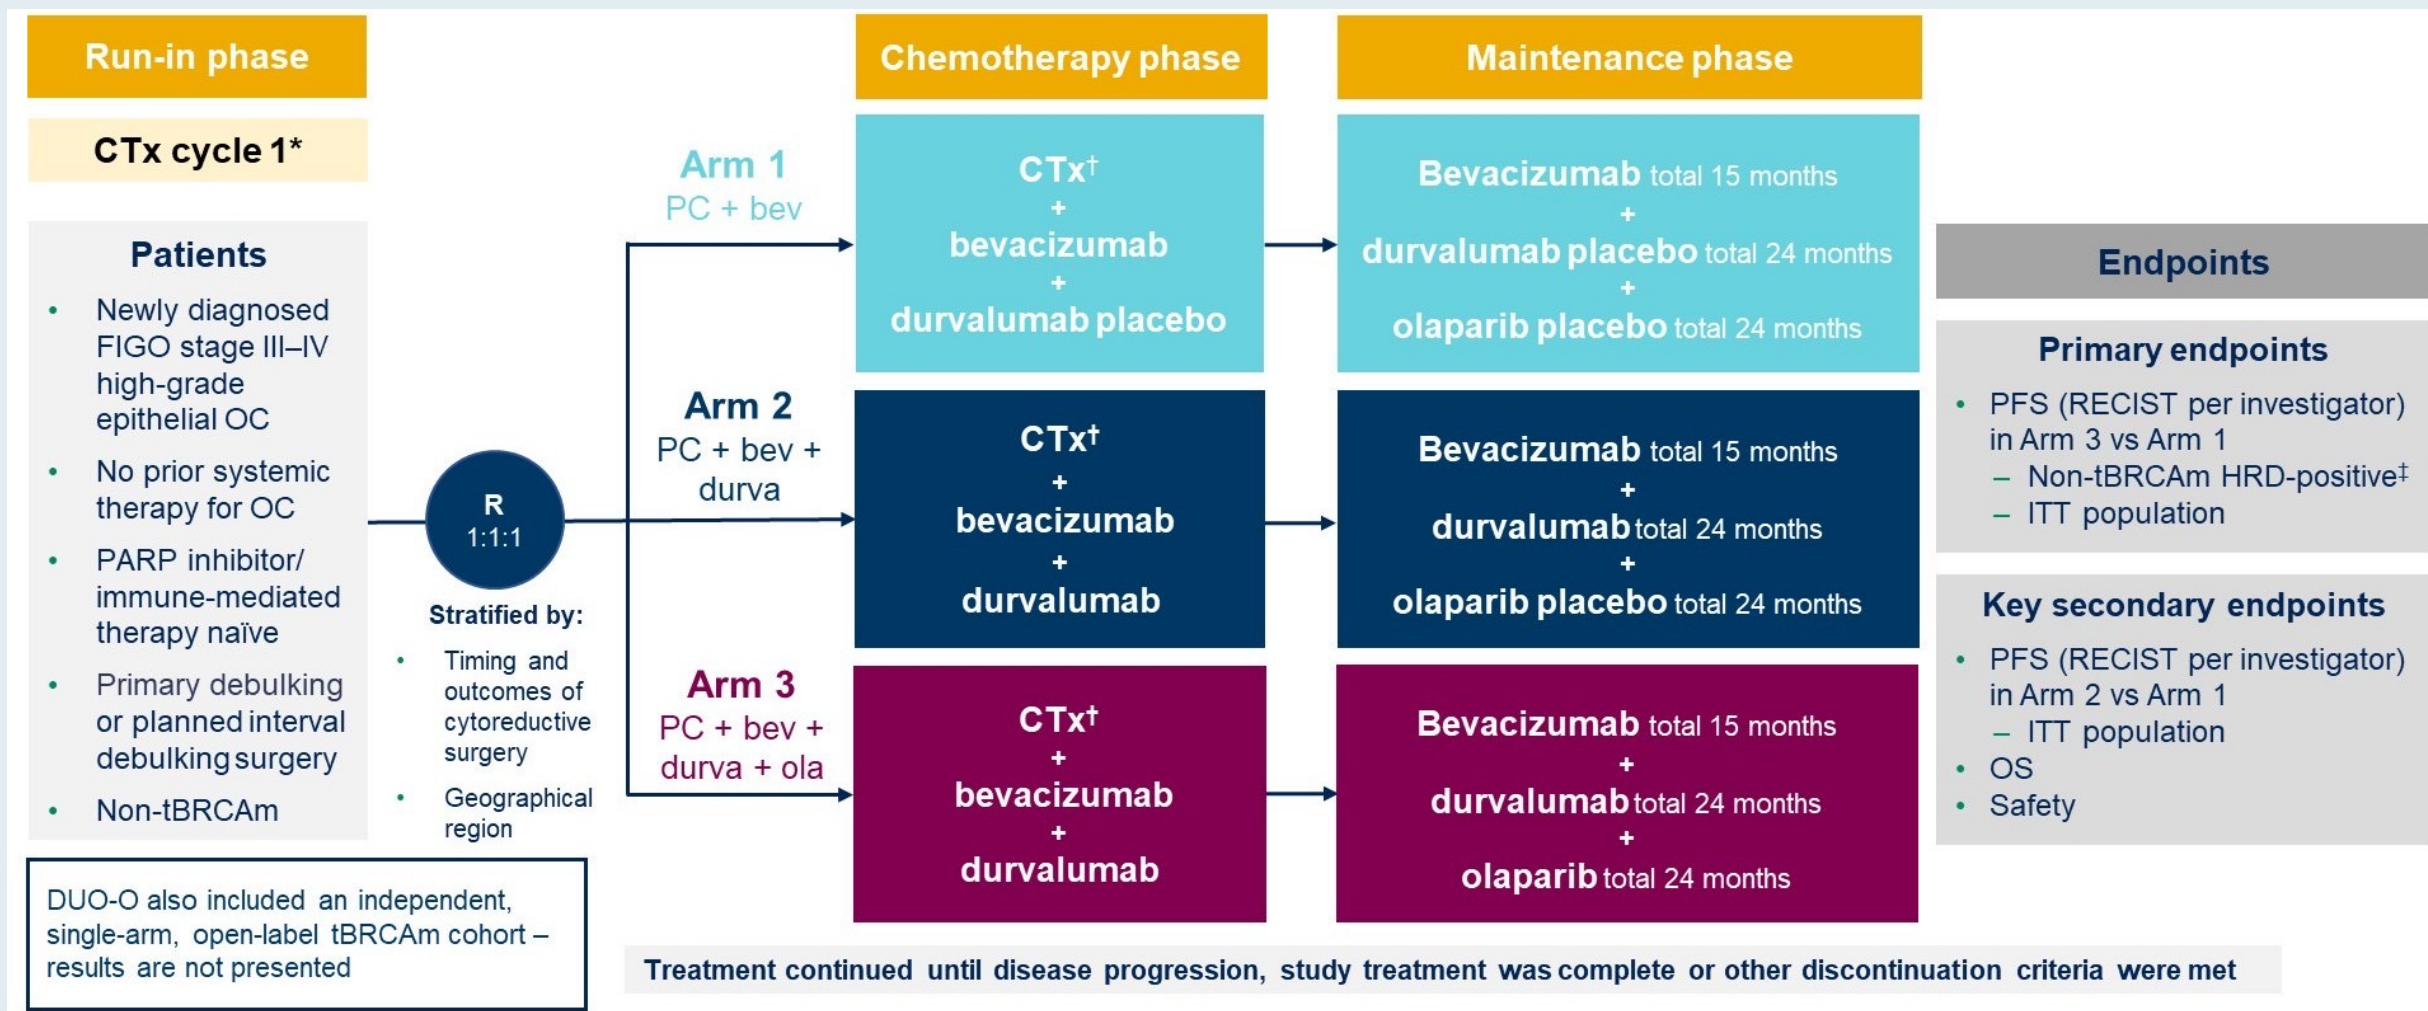 Run-in phase
CTx cycle 1*
Patients
• Newly diagnosed
FIGO stage III–IV
high-grade
epithelial OC
• No prior systemic
therapy for OC
• PARP inhibitor/
immune-mediated
therapy naïve
• Primary debulking
or planned interval
debulking surgery
• Non-tBRCAm
DUO-O also included an independent,
single-arm, open-label tBRCAm cohort –
results are not presented
R
1:1:1
Stratified by:
• Timing and
outcomes of
cytoreductive
surgery
• Geographical
region
Arm 1
PC + bev
Arm 2
PC + bev +
durva
Arm 3
PC + bev +
durva + ola
Chemotherapy phase
CTx†
+
bevacizumab
+
durvalumab placebo
CTx†
+
bevacizumab
+
durvalumab
CTx†
+
bevacizumab
+
durvalumab
Maintenance phase
Bevacizumab total 15 months
+
durvalumab placebo total 24 months
+
olaparib placebo total 24 months
Bevacizumab total 15 months
+
durvalumab total 24 months
+
olaparib placebo total 24 months
Bevacizumab total 15 months
+
durvalumab total 24 months
+
olaparib total 24 months
Endpoints
Primary endpoints
• PFS (RECIST per investigator)
in Arm 3 vs Arm 1
– Non-tBRCAm HRD-positive‡
– ITT population
Key secondary endpoints
• PFS (RECIST per investigator)
in Arm 2 vs Arm 1
– ITT population
• OS
• Safety
Treatment continued until disease progression, study treatment was complete or other discontinuation criteria were met